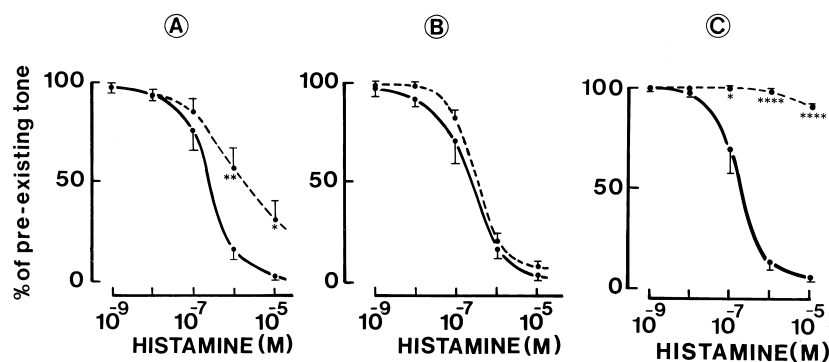 A B C
% of pre-existing tone
100 100 100
** * * **** ****
50 50 50
0 0 0
10-9 10-7 10-5 10-9 10-7 10-5 10-9 10-7 10-5
HISTAMINE (M) HISTAMINE (M) HISTAMINE (M)